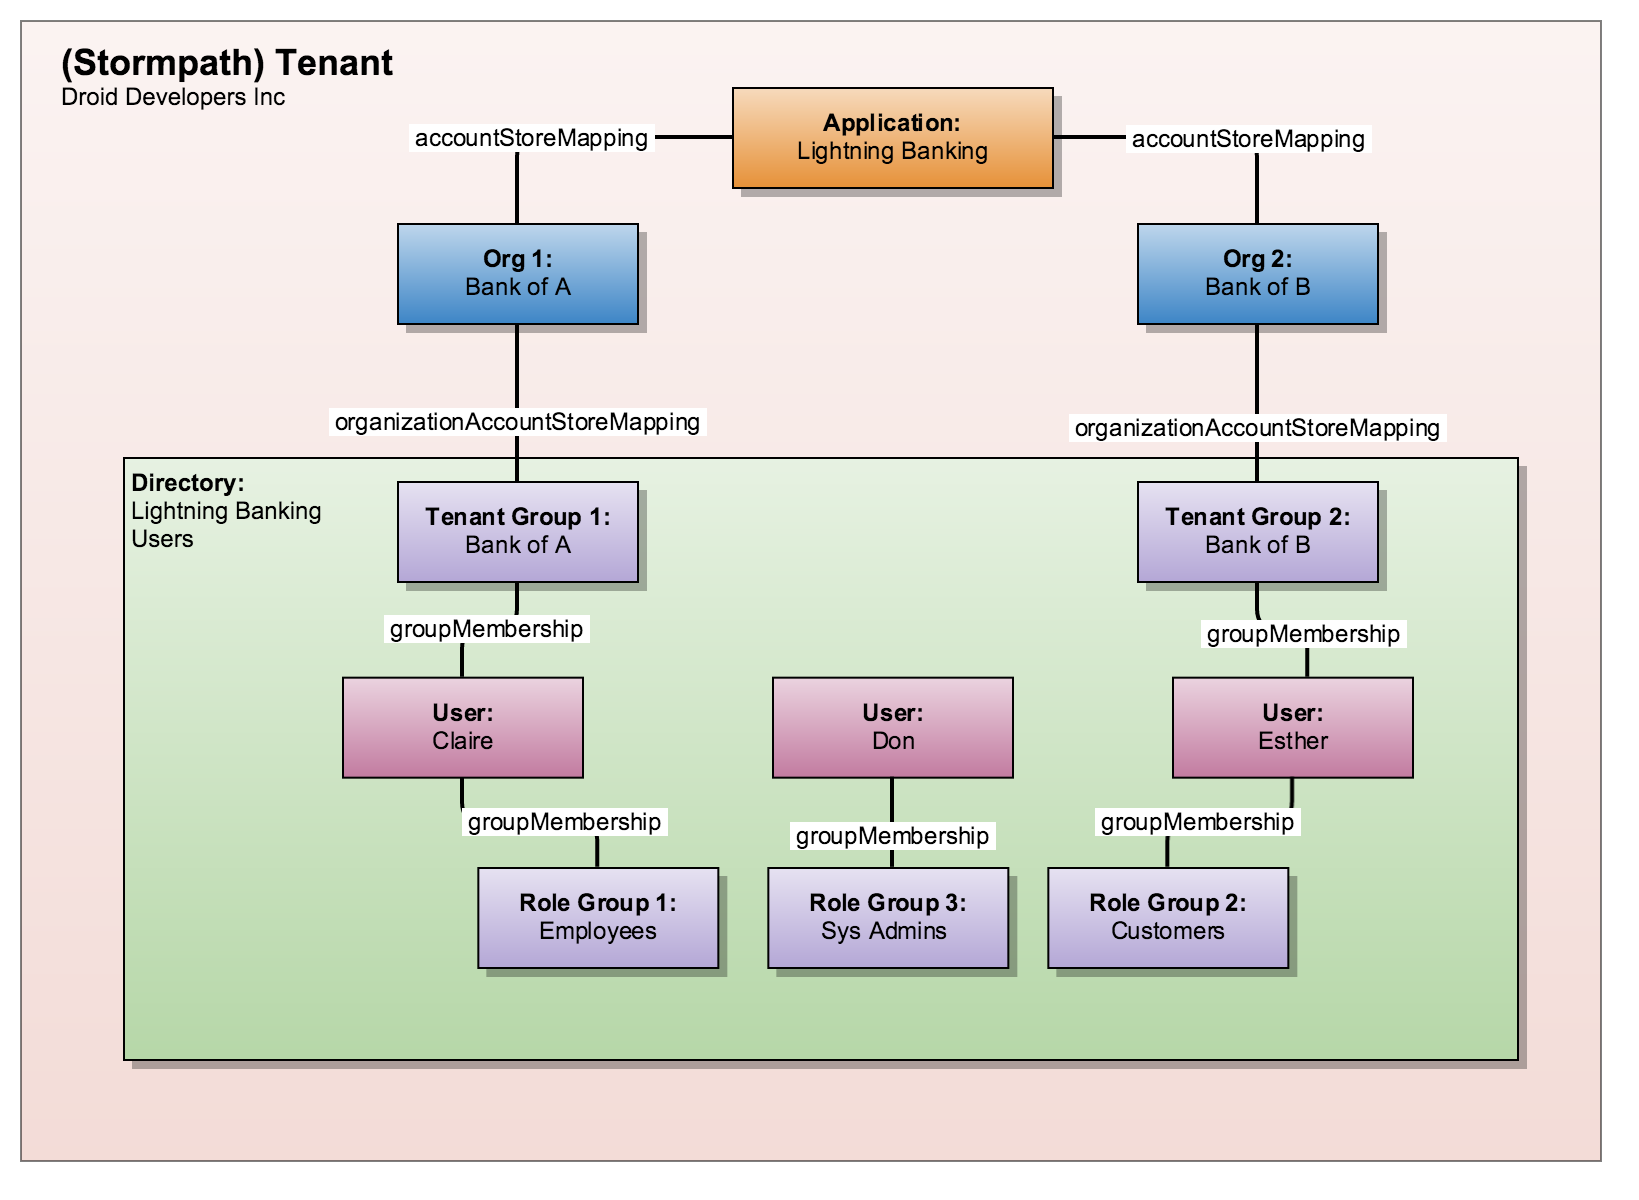 (Stormpath) Tenant
Droid Developers Inc
Application:
Lightning Banking
accountStoreMapping
accountStoreMapping
Org 1:
Bank of A
Org 2:
Bank of B
organizationAccountStoreMapping
organizationAccountStoreMapping
Directory:
Lightning Banking
Users
Tenant Group 1:
Bank of A
Tenant Group 2:
Bank of B
groupMembership
groupMembership
User:
Claire
User:
Don
User:
Esther
groupMembership
groupMembership
groupMembership
Role Group 1:
Employees
Role Group 3:
Sys Admins
Role Group 2:
Customers